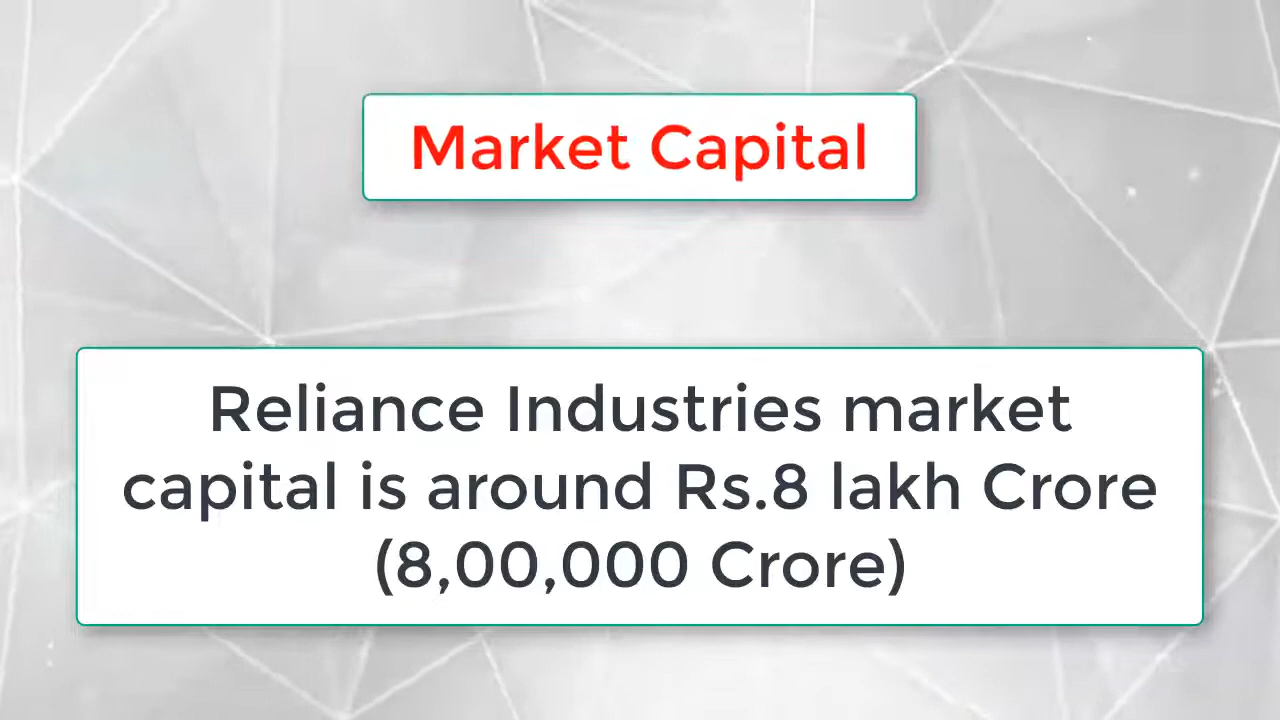 Market Capital
Reliance Industries market
capital is around Rs.8 lakh Crore
(8,00,000 Crore)